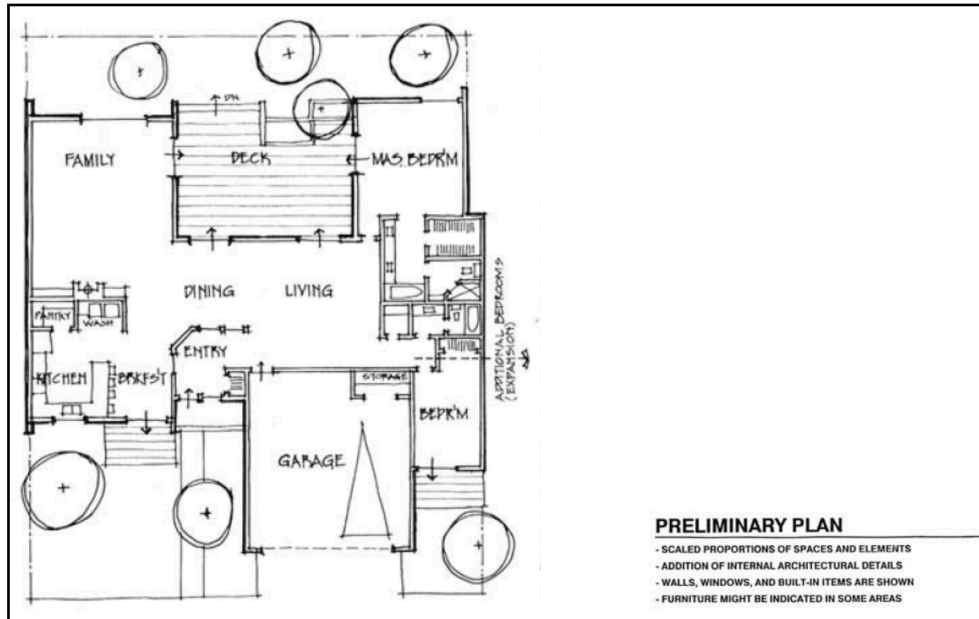 DN
FAMILY
DECK
MAS. BEDR'M
DINING
LIVING
PANTRY
WASH
ENTRY
KITCHEN
BRKFS'T
STORAGE
BEDR'M
GARAGE
ADDITIONAL BEDROOMS
(EXPANSION)
PRELIMINARY PLAN
- SCALED PROPORTIONS OF SPACES AND ELEMENTS
- ADDITION OF INTERNAL ARCHITECTURAL DETAILS
- WALLS, WINDOWS, AND BUILT-IN ITEMS ARE SHOWN
- FURNITURE MIGHT BE INDICATED IN SOME AREAS